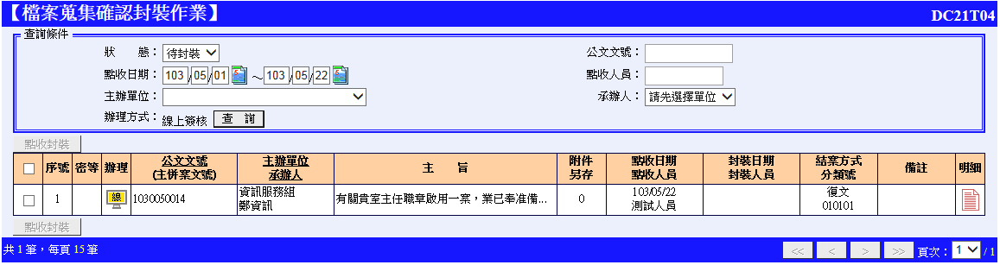 【檔案蒐集確認封裝作業】 DC21T04
查詢條件
狀　　態： 待封裝 公文文號：
點收日期： 103 /05 /01 ～ 103 /05 /22 點收人員：
主辦單位： 承辦人： 請先選擇單位
辦理方式： 線上簽核 查　詢
點收封裝
序號 密等 辦理 公文文號 (主併案文號) 主辦單位 承辦人 主　　旨 附件 另存 點收日期 點收人員 封裝日期 封裝人員 結案方式 分類號 備註 明細
1 線 1030050014 資訊服務組 鄭資訊 有關貴室主任職章啟用一案，業已奉准備... 0 103/05/22 測試人員 復文 010101
點收封裝
共 1 筆，每頁 15 筆 << < > >> 頁次： 1 / 1